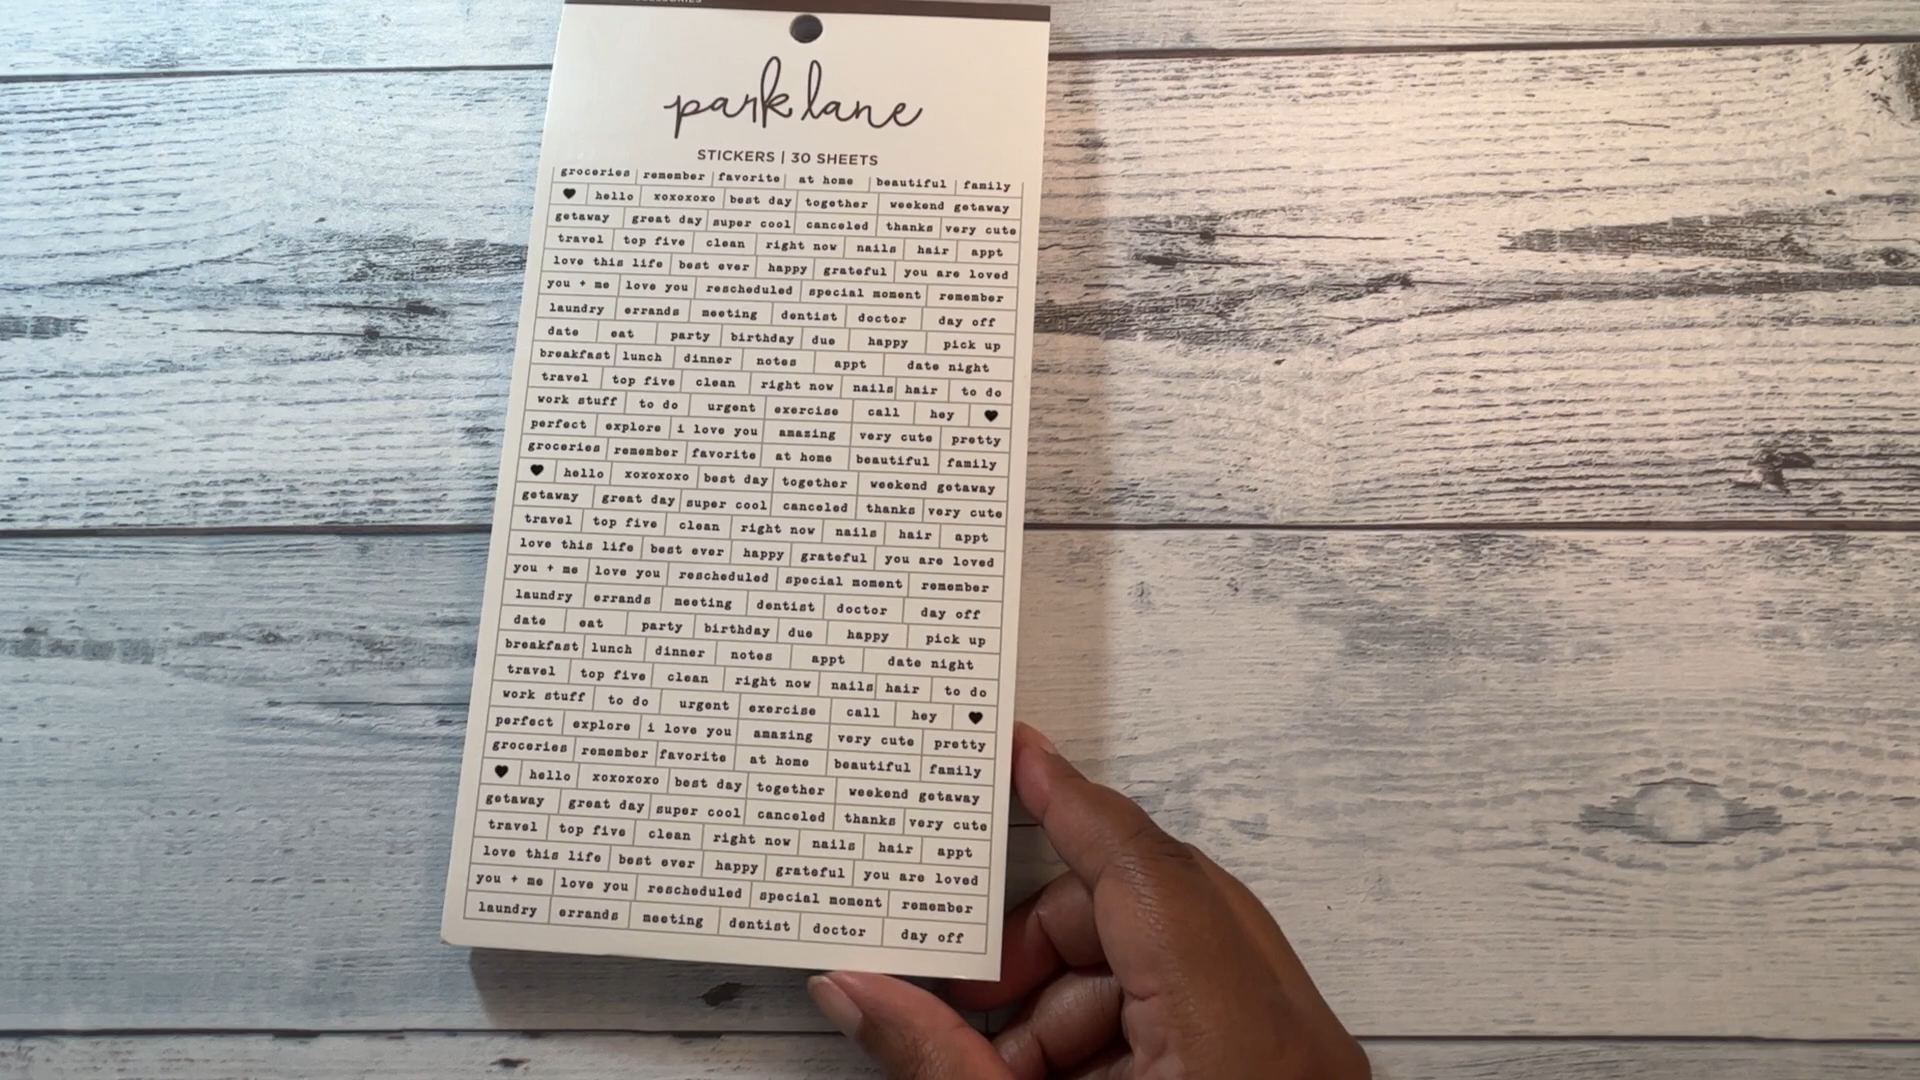 park lane
STICKERS | 30 SHEETS
groceries remember favorite at home beautiful family
♥ hello xoxoxoxo best day together weekend getaway
getaway great day super cool canceled thanks very cute
travel top five clean right now nails hair appt
love this life best ever happy grateful you are loved
you + me love you rescheduled special moment remember
laundry errands meeting dentist doctor day off
date eat party birthday due happy pick up
breakfast lunch dinner notes appt date night
travel top five clean right now nails hair to do
work stuff to do urgent exercise call hey ♥
perfect explore i love you amazing very cute pretty
groceries remember favorite at home beautiful family
♥ hello xoxoxoxo best day together weekend getaway
getaway great day super cool canceled thanks very cute
travel top five clean right now nails hair appt
love this life best ever happy grateful you are loved
you + me love you rescheduled special moment remember
laundry errands meeting dentist doctor day off
date eat party birthday due happy pick up
breakfast lunch dinner notes appt date night
travel top five clean right now nails hair to do
work stuff to do urgent exercise call hey ♥
perfect explore i love you amazing very cute pretty
groceries remember favorite at home beautiful family
♥ hello xoxoxoxo best day together weekend getaway
getaway great day super cool canceled thanks very cute
travel top five clean right now nails hair appt
love this life best ever happy grateful you are loved
you + me love you rescheduled special moment remember
laundry errands meeting dentist doctor day off